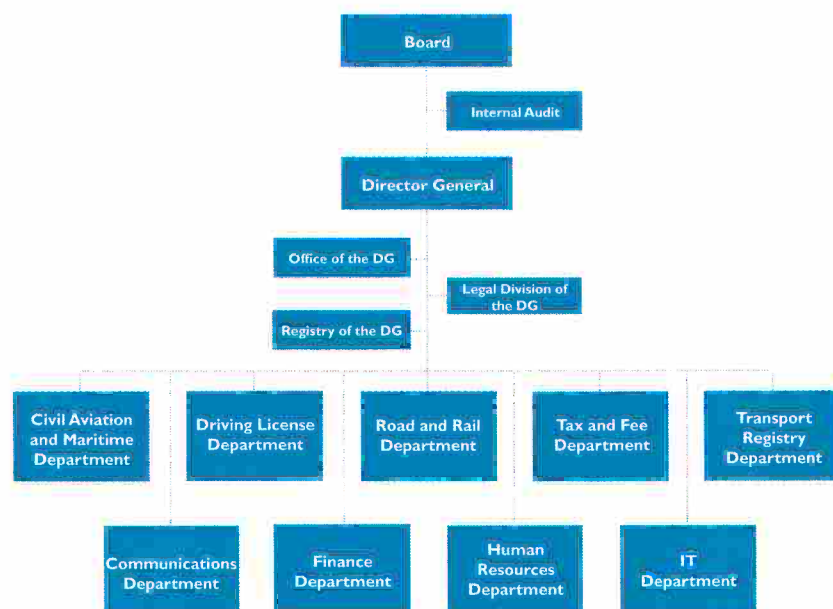 Board
Internal Audit
Director General
Office of the DG
Legal Division of
the DG
Registry of the DG
Civil Aviation
and Maritime
Department
Driving License
Department
Road and Rail
Department
Tax and Fee
Department
Transport
Registry
Department
Communications
Department
Finance
Department
Human
Resources
Department
IT
Department